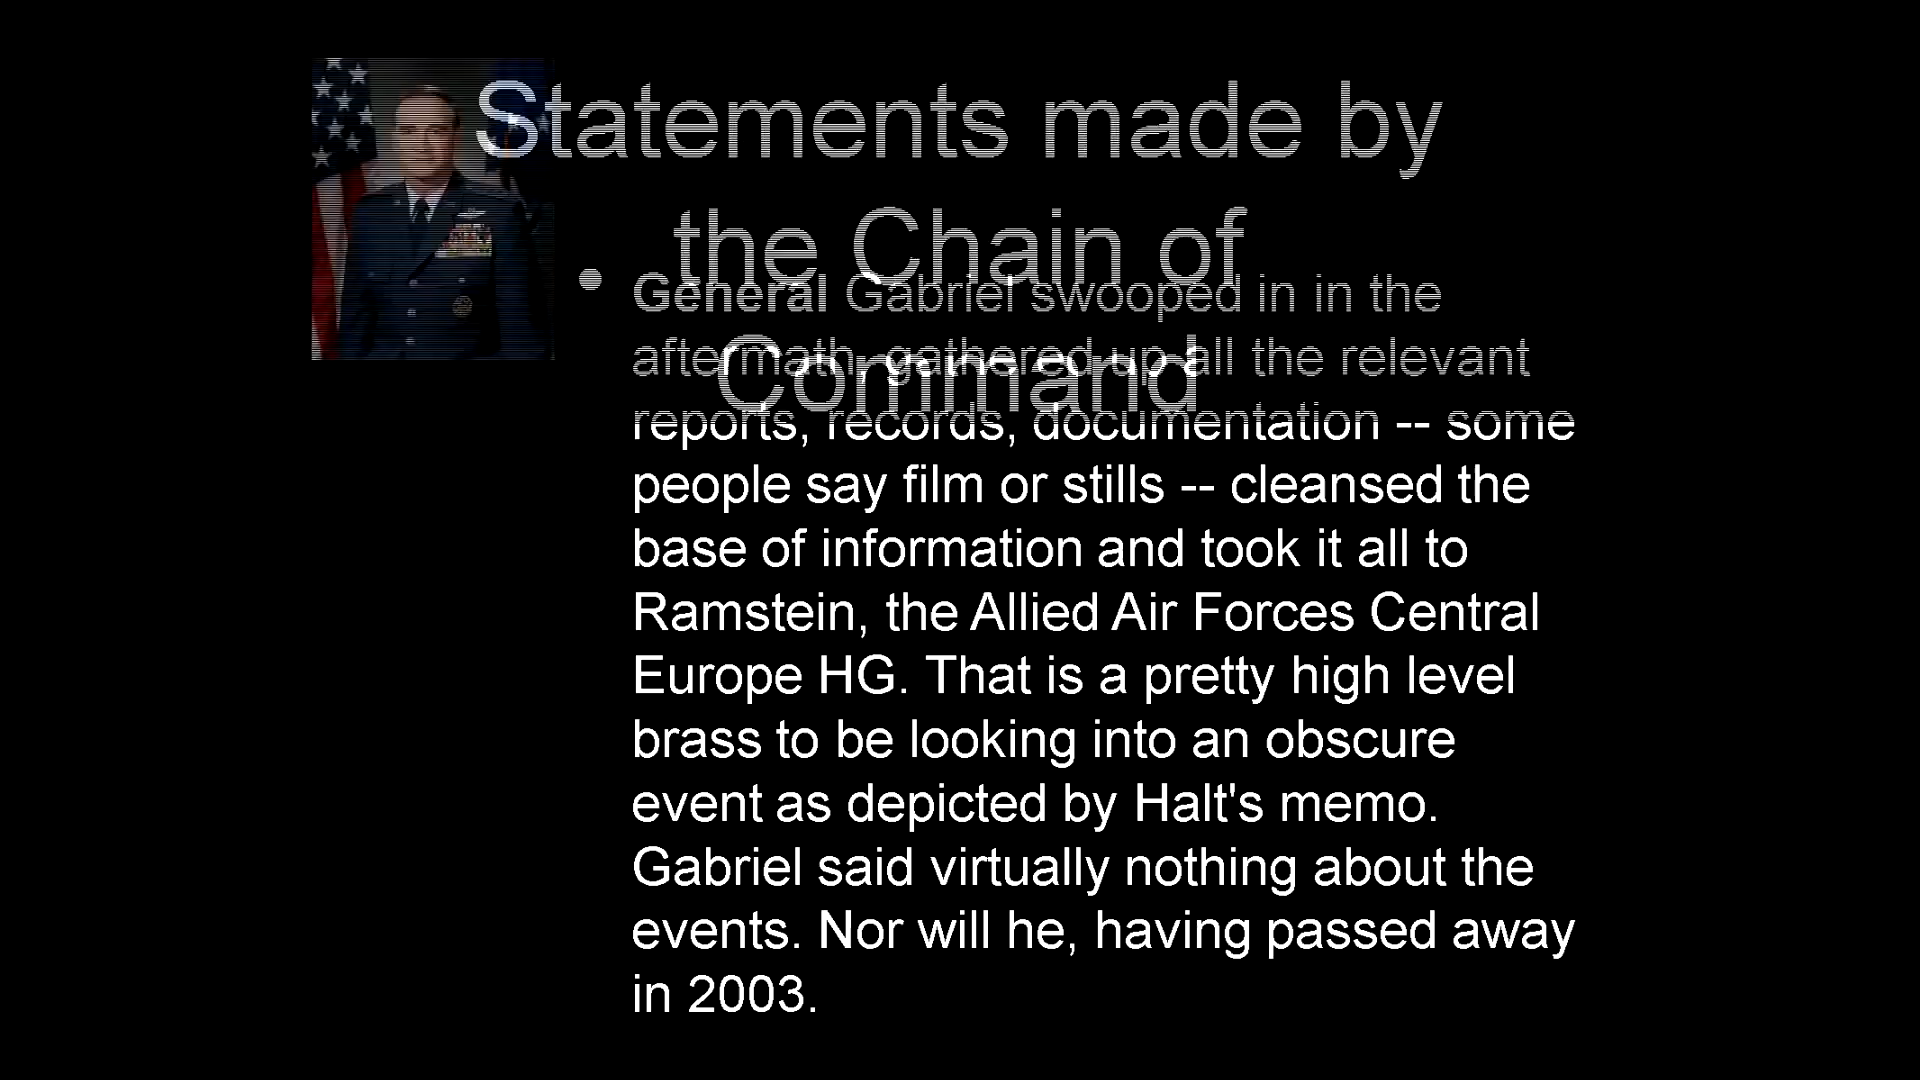 Statements made by
the Chain of
Command
• General Gabriel swooped in in the
aftermath, gathered up all the relevant
reports, records, documentation -- some
people say film or stills -- cleansed the
base of information and took it all to
Ramstein, the Allied Air Forces Central
Europe HG. That is a pretty high level
brass to be looking into an obscure
event as depicted by Halt's memo.
Gabriel said virtually nothing about the
events. Nor will he, having passed away
in 2003.